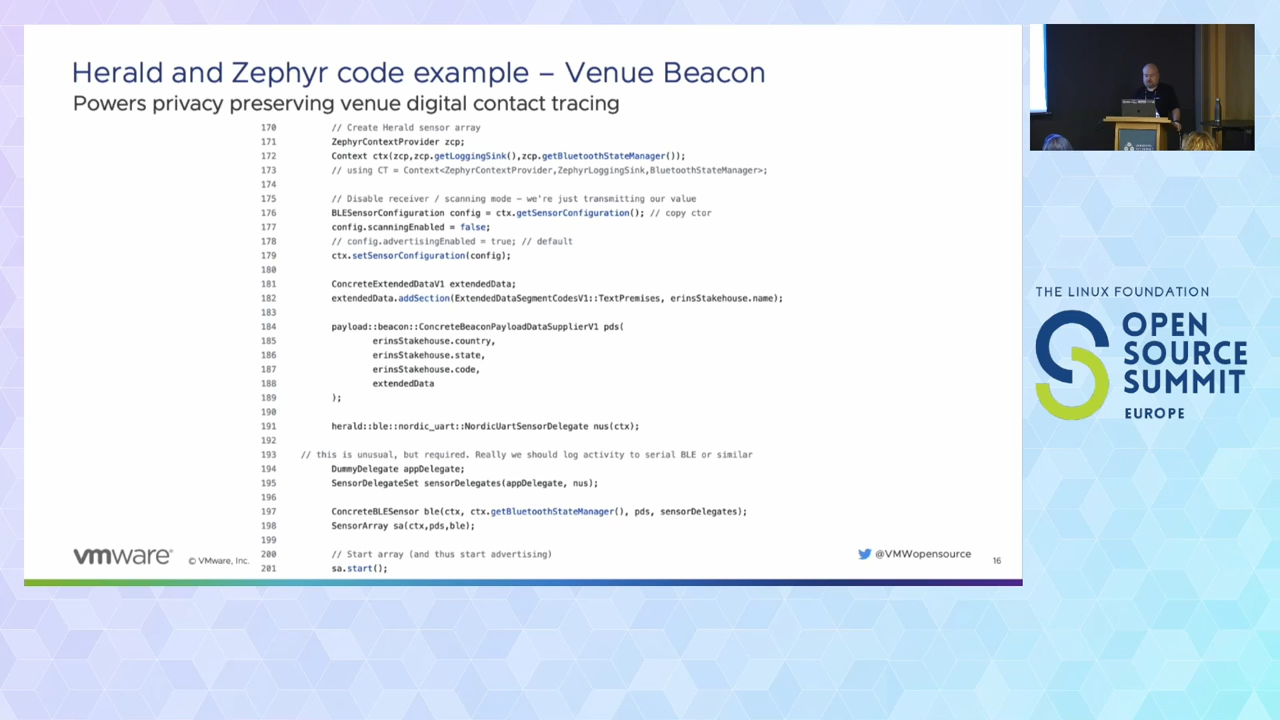 Herald and Zephyr code example – Venue Beacon
Powers privacy preserving venue digital contact tracing
170 // Create Herald sensor array
171 ZephyrContextProvider zcp;
172 Context ctx(zcp,zcp.getLoggingSink(),zcp.getBluetoothStateManager());
173 // using CT = Context<ZephyrContextProvider,ZephyrLoggingSink,BluetoothStateManager>;
174
175 // Disable receiver / scanning mode – we're just transmitting our value
176 BLESensorConfiguration config = ctx.getSensorConfiguration(); // copy ctor
177 config.scanningEnabled = false;
178 // config.advertisingEnabled = true; // default
179 ctx.setSensorConfiguration(config);
180
181 ConcreteExtendedDataV1 extendedData;
182 extendedData.addSection(ExtendedDataSegmentCodesV1::TextPremises, erinsStakehouse.name);
183
184 payload::beacon::ConcreteBeaconPayloadDataSupplierV1 pds(
185 erinsStakehouse.country,
186 erinsStakehouse.state,
187 erinsStakehouse.code,
188 extendedData
189 );
190
191 herald::ble::nordic_uart::NordicUartSensorDelegate nus(ctx);
192
193 // this is unusual, but required. Really we should log activity to serial BLE or similar
194 DummyDelegate appDelegate;
195 SensorDelegateSet sensorDelegates(appDelegate, nus);
196
197 ConcreteBLESensor ble(ctx, ctx.getBluetoothStateManager(), pds, sensorDelegates);
198 SensorArray sa(ctx,pds,ble);
199
200 // Start array (and thus start advertising)
201 sa.start();
vmware®
© VMware, Inc.
@VMWopensource
16
THE LINUX FOUNDATION
OPEN
SOURCE
SUMMIT
EUROPE